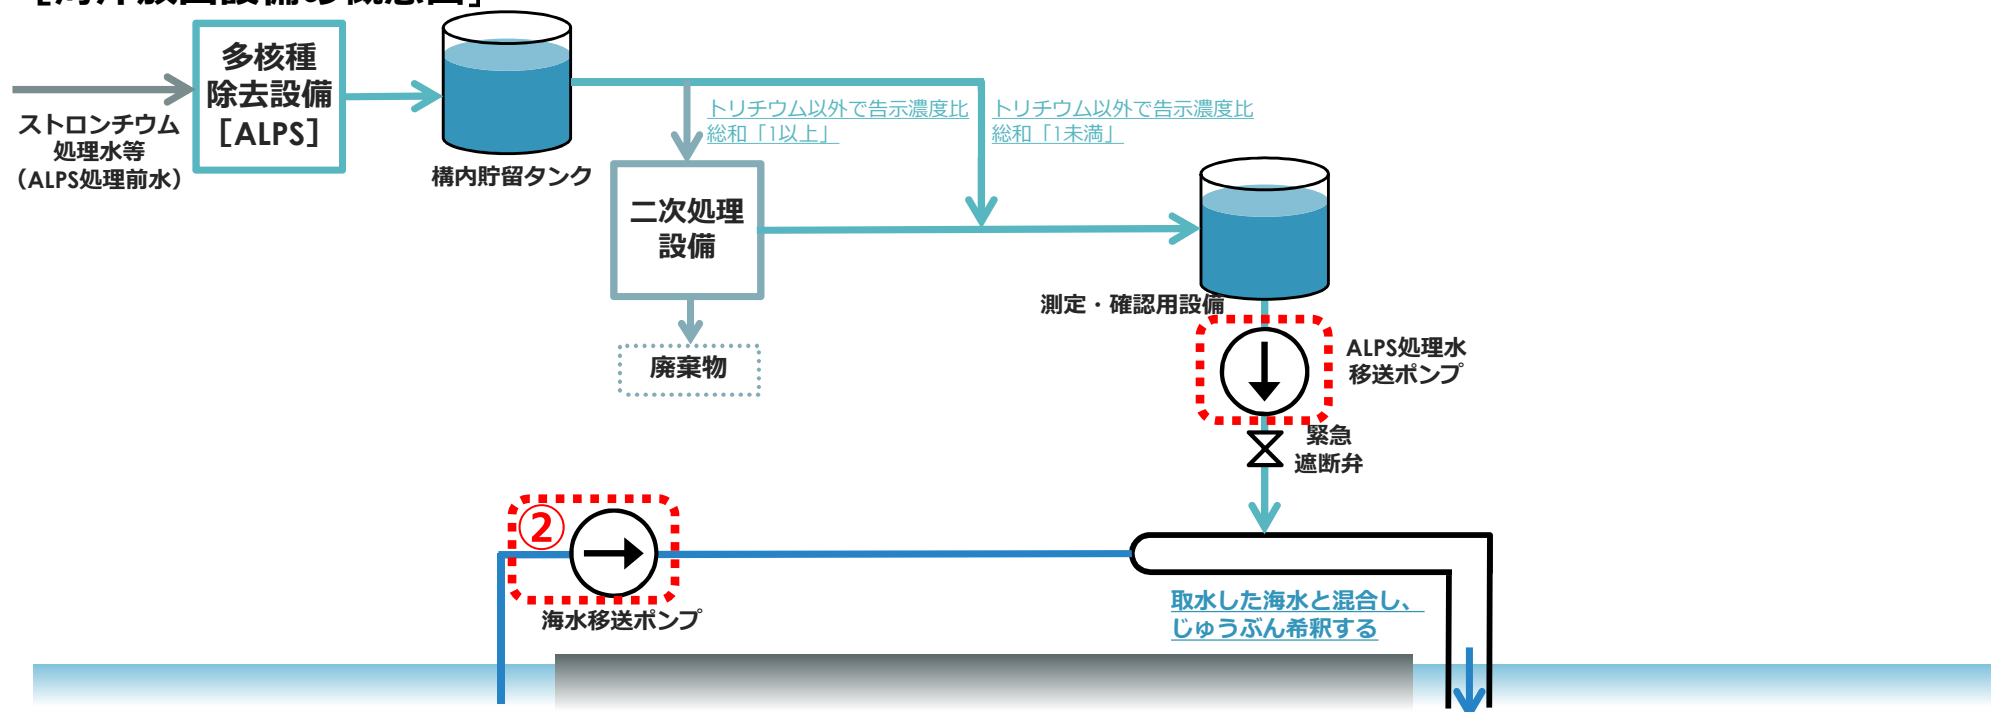 多核種
除去設備
［ALPS］
ストロンチウム
処理水等
（ALPS処理前水）
構内貯留タンク
トリチウム以外で告示濃度比
総和「1以上」
トリチウム以外で告示濃度比
総和「1未満」
二次処理
設備
廃棄物
測定・確認用設備
ALPS処理水
移送ポンプ
緊急
遮断弁
②
海水移送ポンプ
取水した海水と混合し、
じゅうぶん希釈する